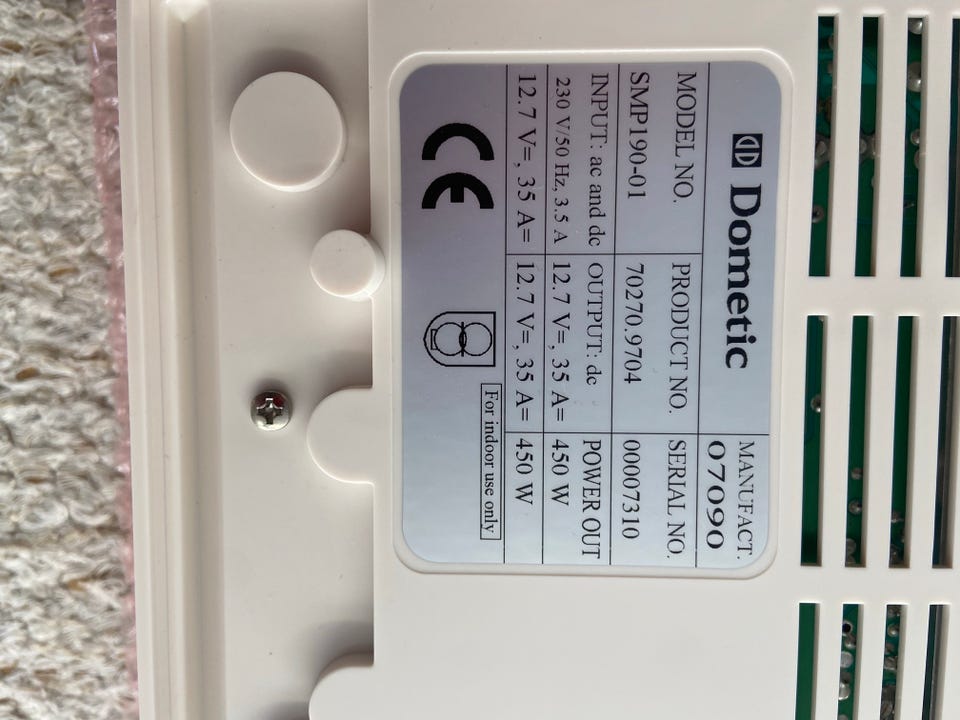 Dometic
MANUFACT.
07090
MODEL NO. PRODUCT NO. SERIAL NO.
SMP190-01 70270.9704 00007310
INPUT: ac and dc OUTPUT: dc POWER OUT
230 V/50 Hz, 3.5 A 12.7 V=, 35 A= 450 W
12.7 V=, 35 A= 12.7 V=, 35 A= 450 W
CE
For indoor use only